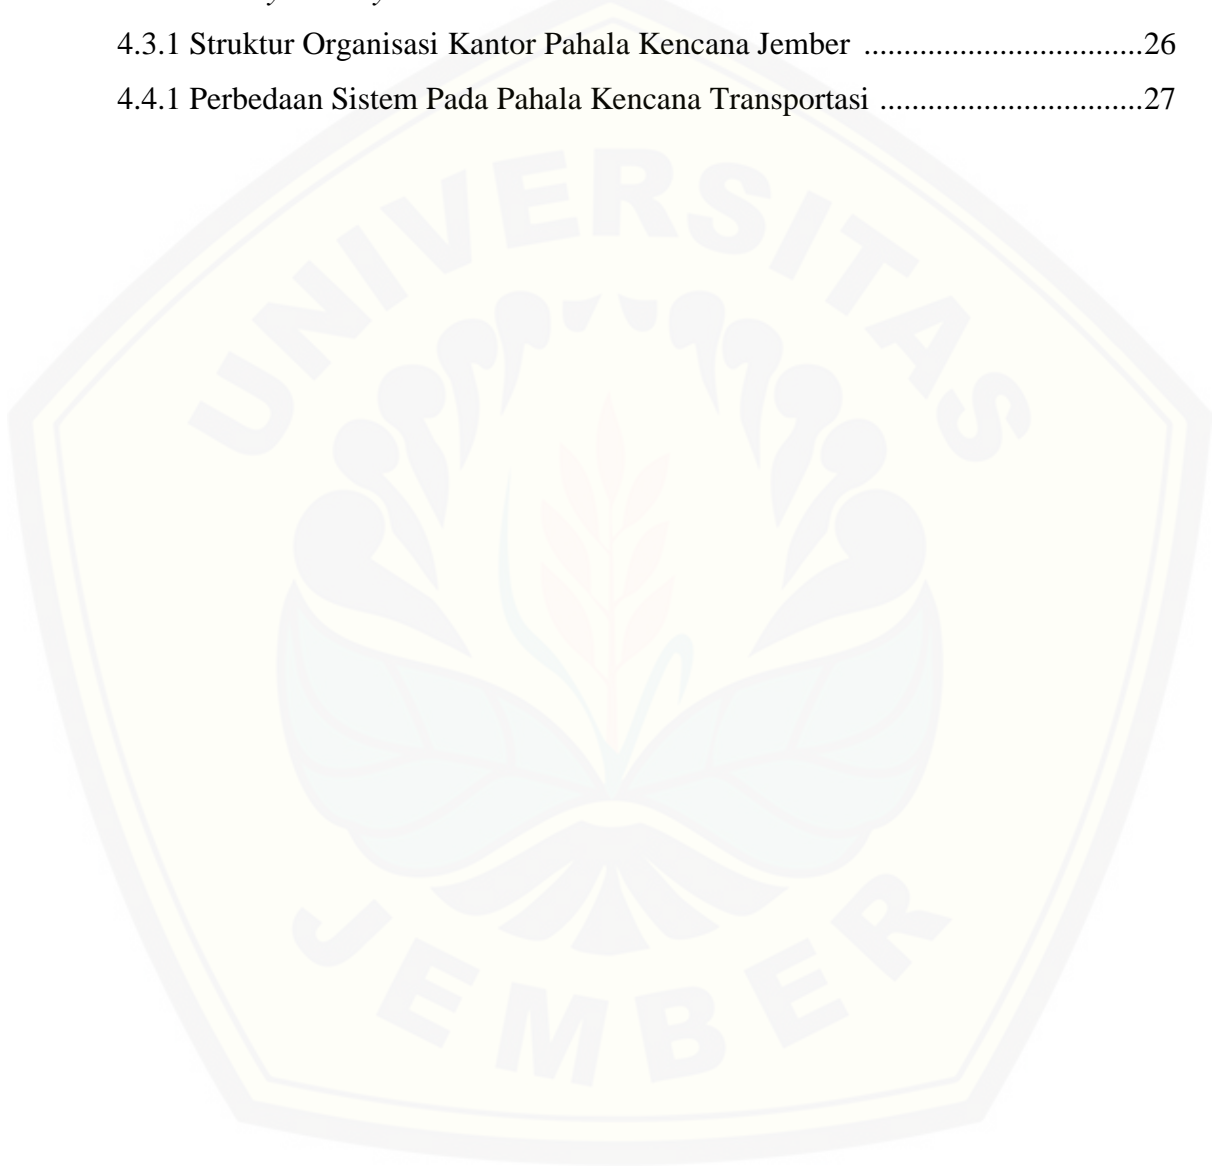 4.3.1 Struktur Organisasi Kantor Pahala Kencana Jember ................................26
4.4.1 Perbedaan Sistem Pada Pahala Kencana Transportasi ..............................27
UNIVERSITAS
JEMBER